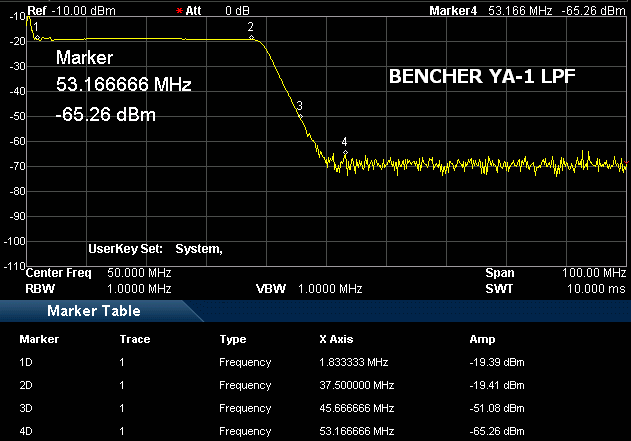 Ref -10.00 dBm * Att 0 dB Marker4 53.166 MHz -65.26 dBm
-10
1 2
-20
Marker
-30
53.166666 MHz BENCHER YA-1 LPF
-40
-65.26 dBm
3
-50
4
-60
-70
-80
-90
-100
UserKey Set: System,
-110
Center Freq 50.000 MHz Span 100.00 MHz
RBW 1.0000 MHz VBW 1.0000 MHz SWT 10.000 ms
Marker Table
Marker Trace Type X Axis Amp
1D 1 Frequency 1.833333 MHz -19.39 dBm
2D 1 Frequency 37.500000 MHz -19.41 dBm
3D 1 Frequency 45.666666 MHz -51.08 dBm
4D 1 Frequency 53.166666 MHz -65.26 dBm